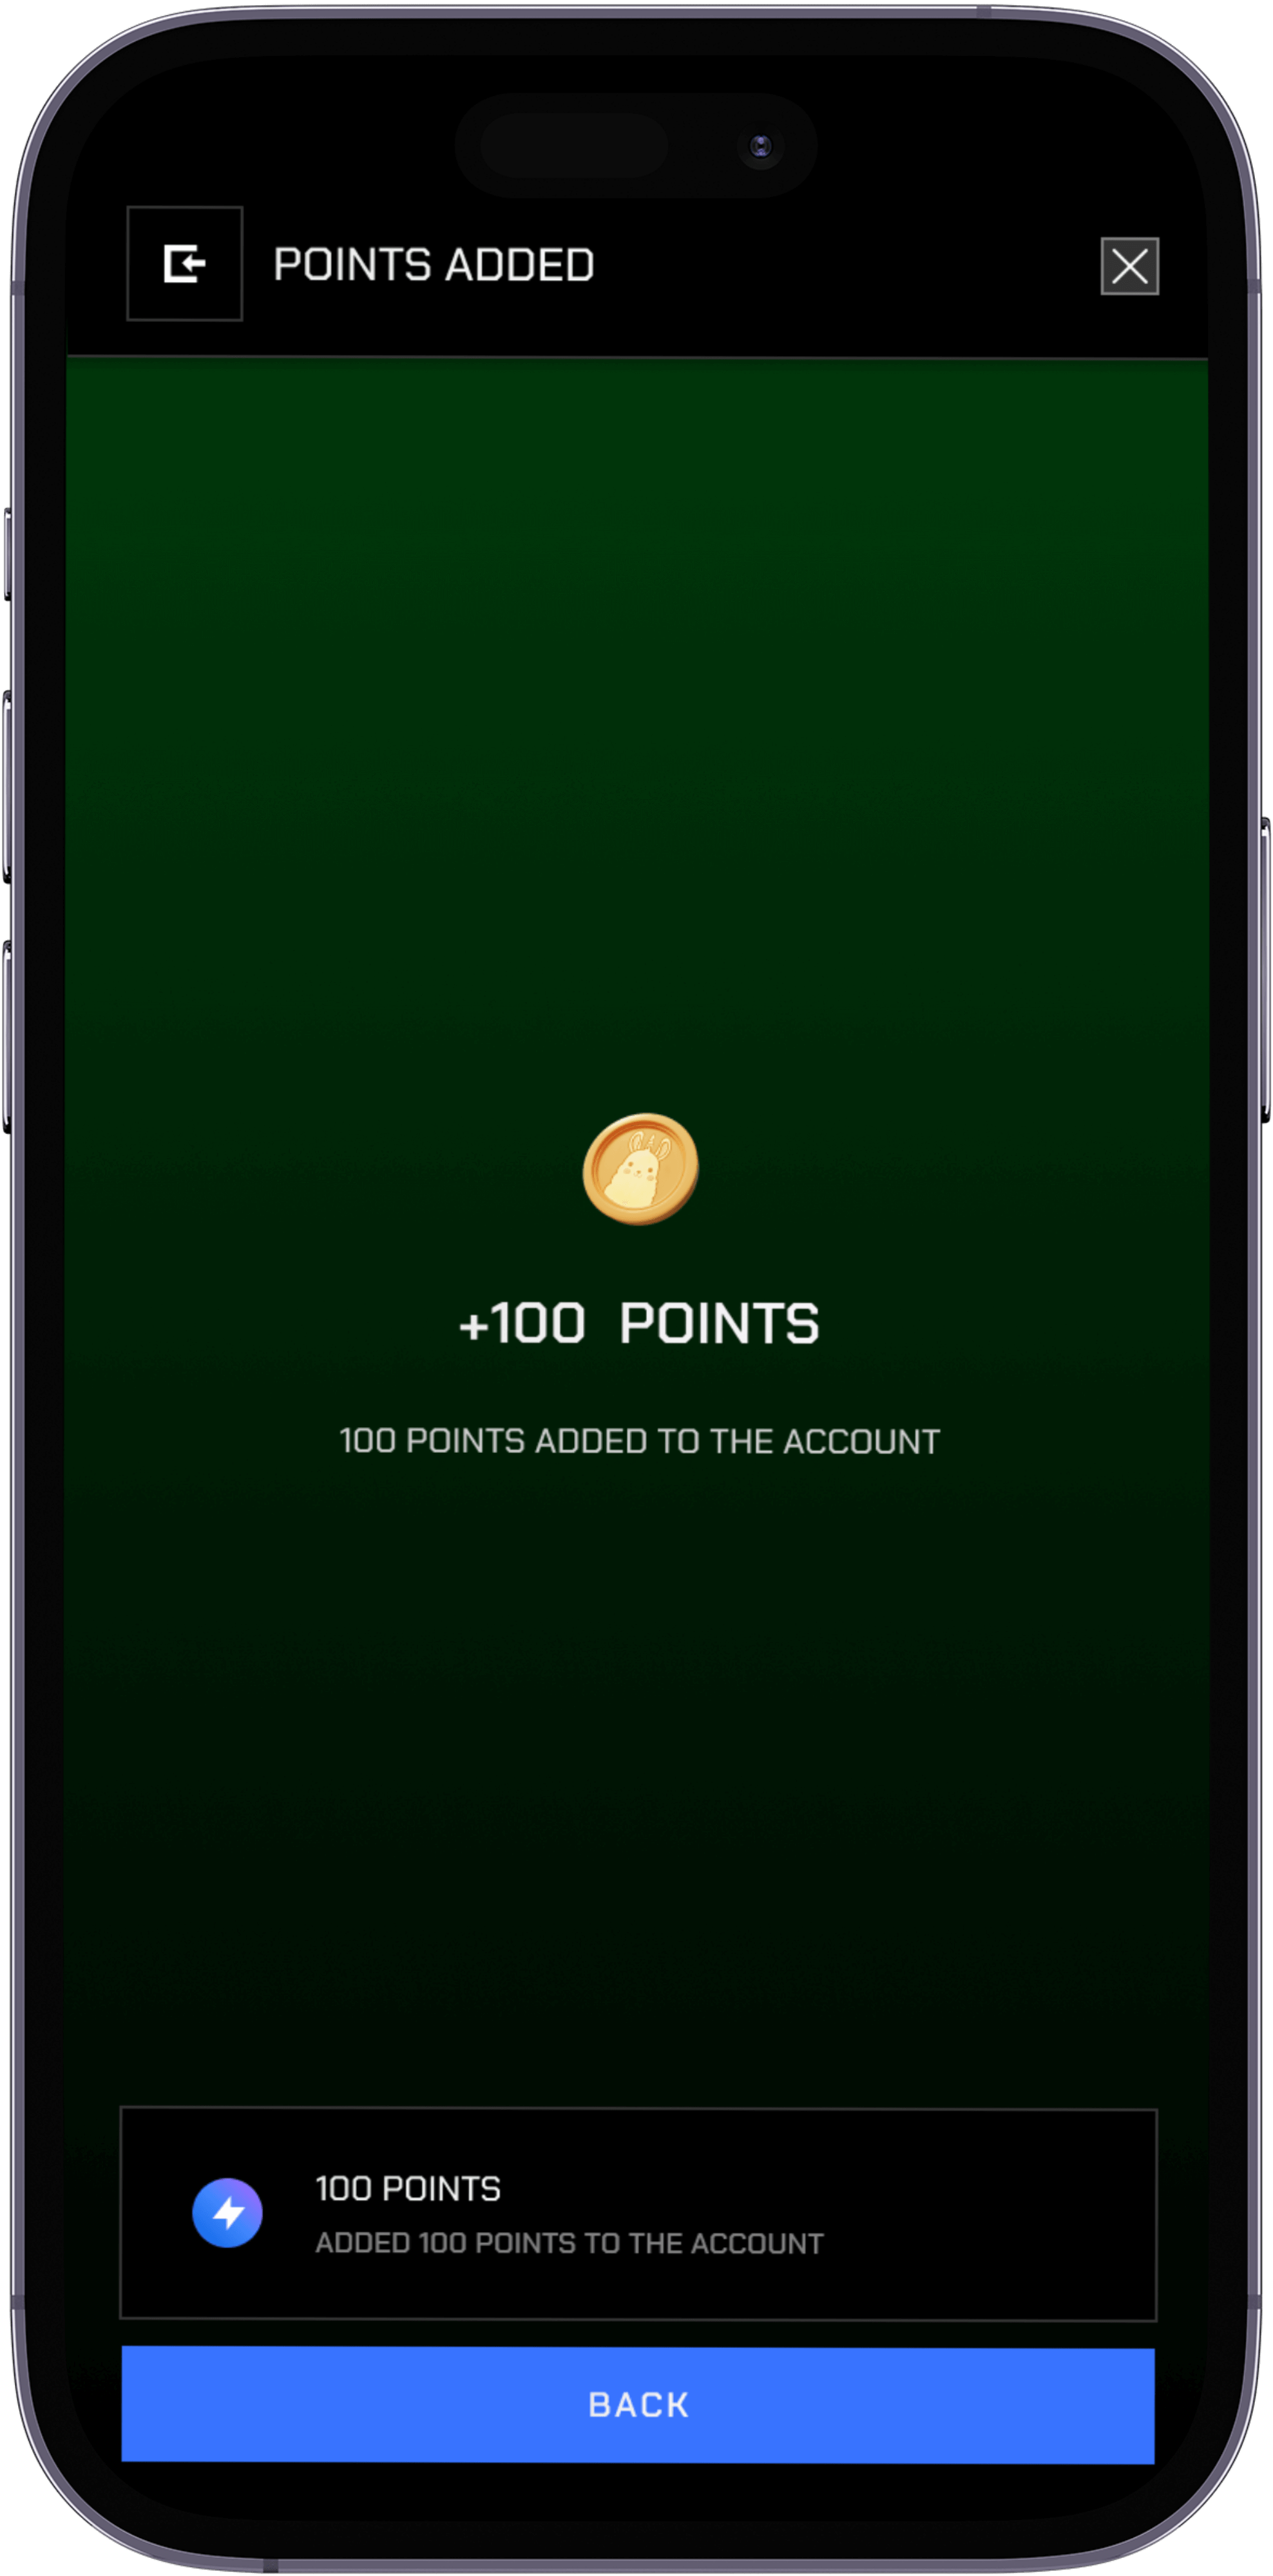 POINTS ADDED
+100 POINTS
100 POINTS ADDED TO THE ACCOUNT
100 POINTS
ADDED 100 POINTS TO THE ACCOUNT
BACK